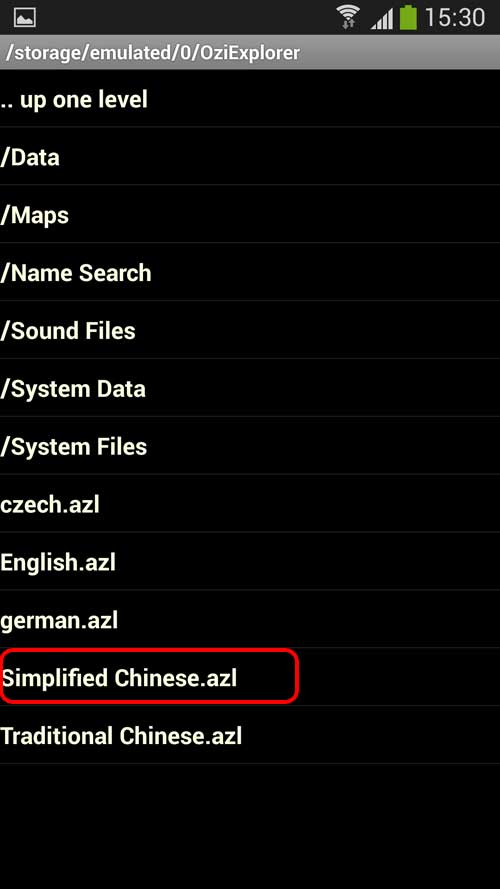 15:30
/storage/emulated/0/OziExplorer
.. up one level
/Data
/Maps
/Name Search
/Sound Files
/System Data
/System Files
czech.azl
English.azl
german.azl
Simplified Chinese.azl
Traditional Chinese.azl